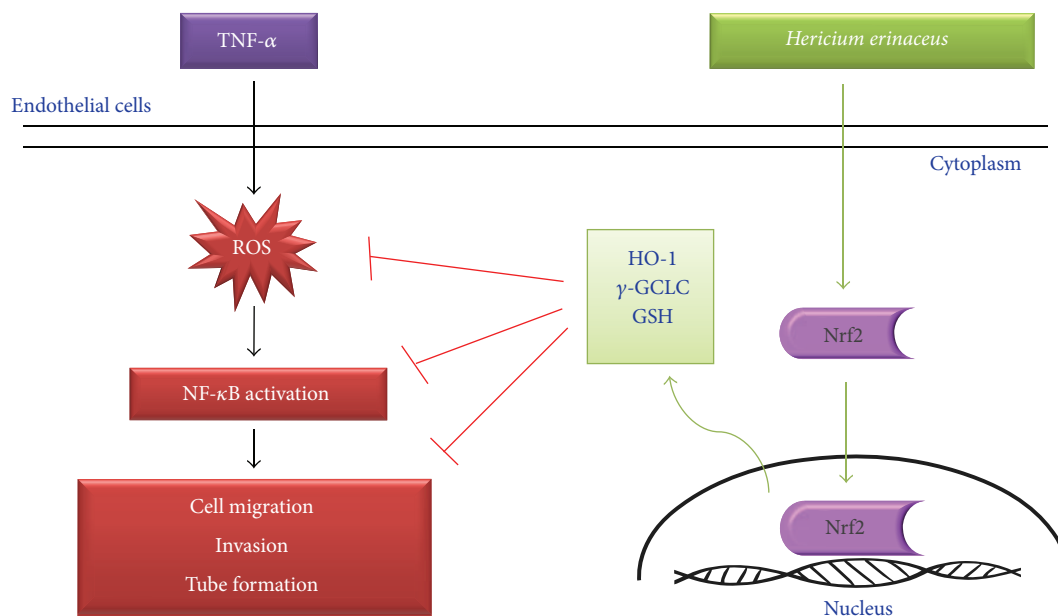 TNF-α
Hericium erinaceus
Endothelial cells
Cytoplasm
ROS
HO-1
γ-GCLC
GSH
Nrf2
NF-κB activation
Cell migration
Invasion
Tube formation
Nrf2
Nucleus